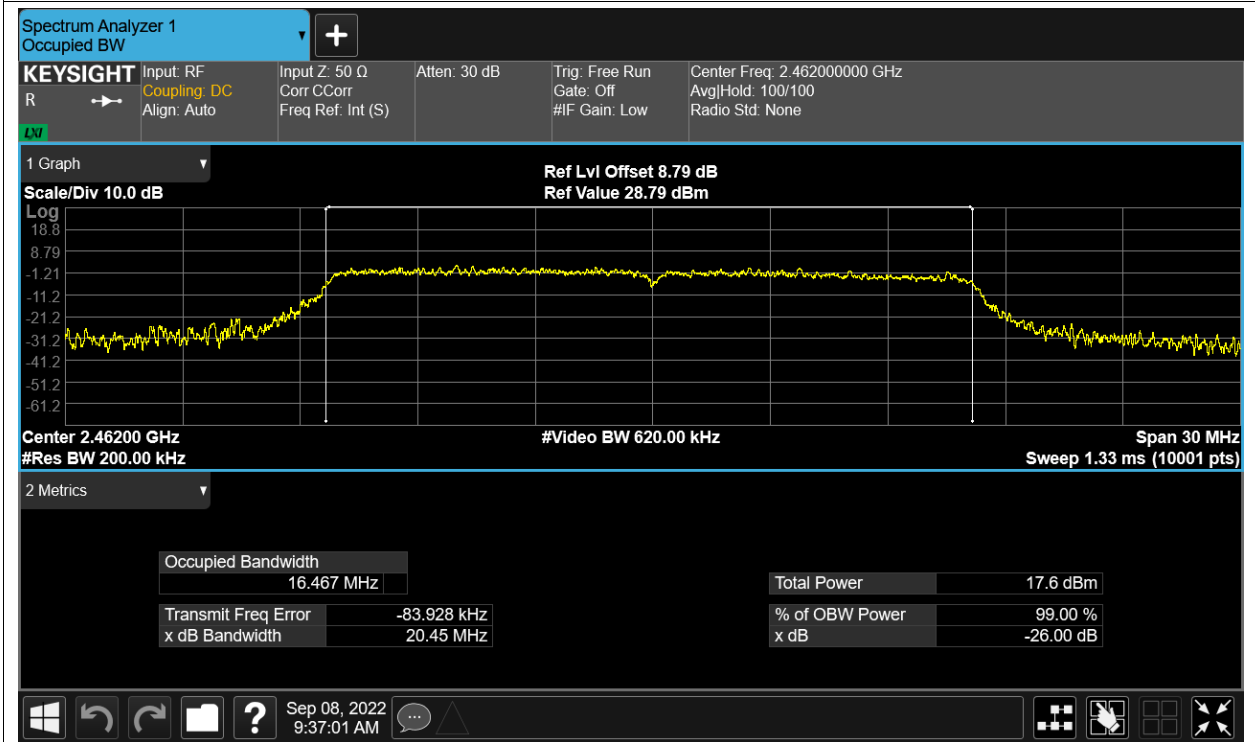 Spectrum Analyzer 1
Occupied BW
KEYSIGHT
R
LXI
Input: RF
Coupling: DC
Align: Auto
Input Z: 50 Ω
Corr CCorr
Freq Ref: Int (S)
Atten: 30 dB
Trig: Free Run
Gate: Off
#IF Gain: Low
Center Freq: 2.462000000 GHz
Avg|Hold: 100/100
Radio Std: None
1 Graph
Scale/Div 10.0 dB
Ref Lvl Offset 8.79 dB
Ref Value 28.79 dBm
Log
18.8
8.79
-1.21
-11.2
-21.2
-31.2
-41.2
-51.2
-61.2
Center 2.46200 GHz
#Res BW 200.00 kHz
#Video BW 620.00 kHz
Span 30 MHz
Sweep 1.33 ms (10001 pts)
2 Metrics
Occupied Bandwidth
16.467 MHz
Transmit Freq Error -83.928 kHz
x dB Bandwidth 20.45 MHz
Total Power 17.6 dBm
% of OBW Power 99.00 %
x dB -26.00 dB
?
Sep 08, 2022
9:37:01 AM